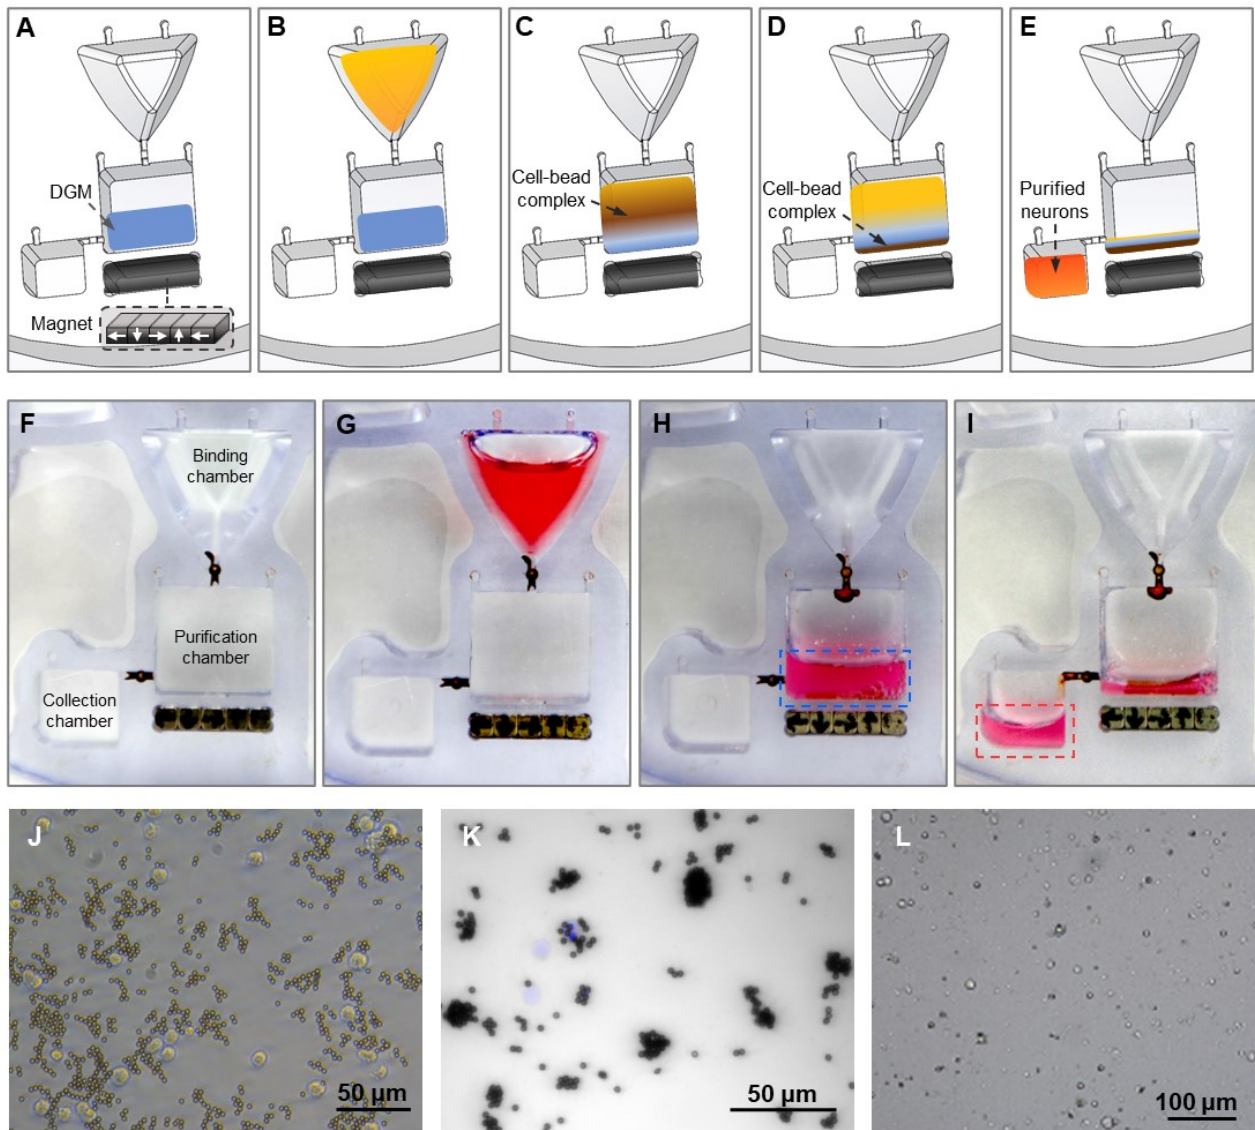 A
B
C
D
E
DGM
Magnet
Cell-bead
complex
Cell-bead
complex
Purified
neurons
F
G
H
I
Binding
chamber
Purification
chamber
Collection
chamber
J
K
L
50 µm
50 µm
100 µm